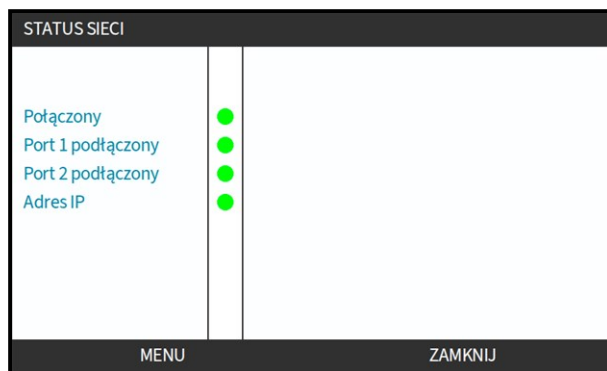 STATUS SIECI
Połączony
Port 1 podłączony
Port 2 podłączony
Adres IP
MENU
ZAMKNIJ